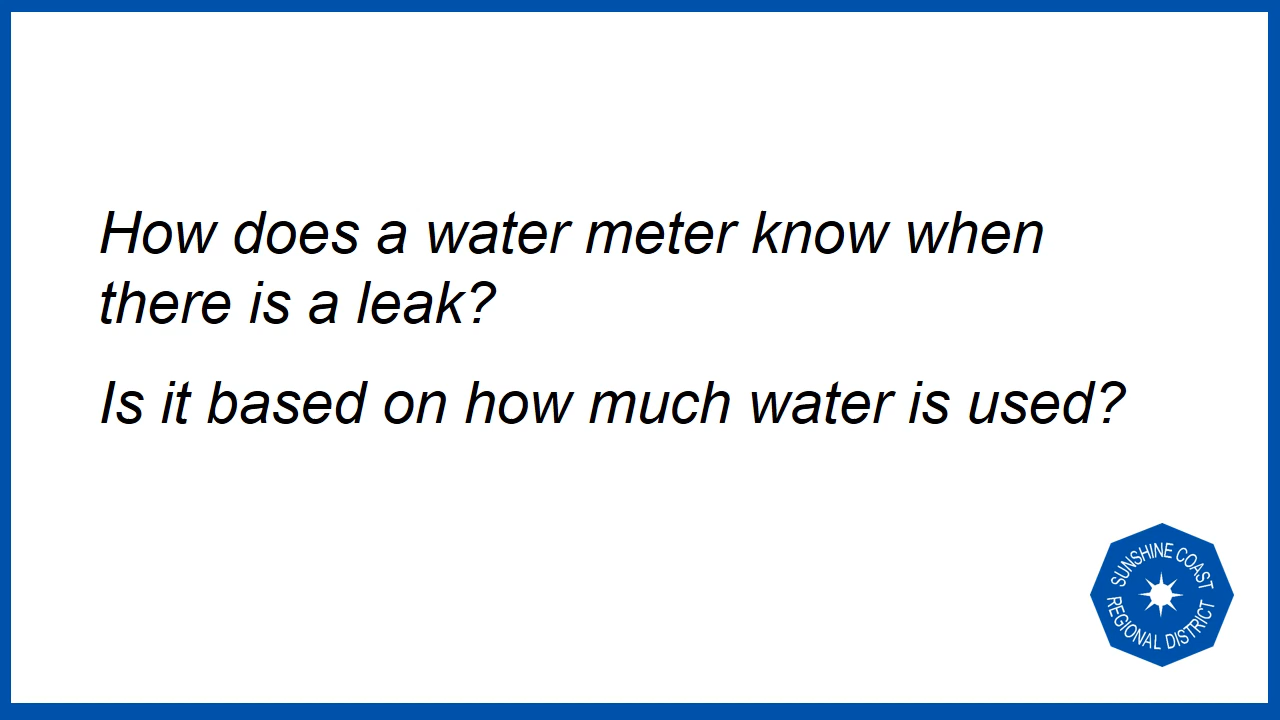 How does a water meter know when
there is a leak?
Is it based on how much water is used?
SUNSHINE COAST
REGIONAL DISTRICT